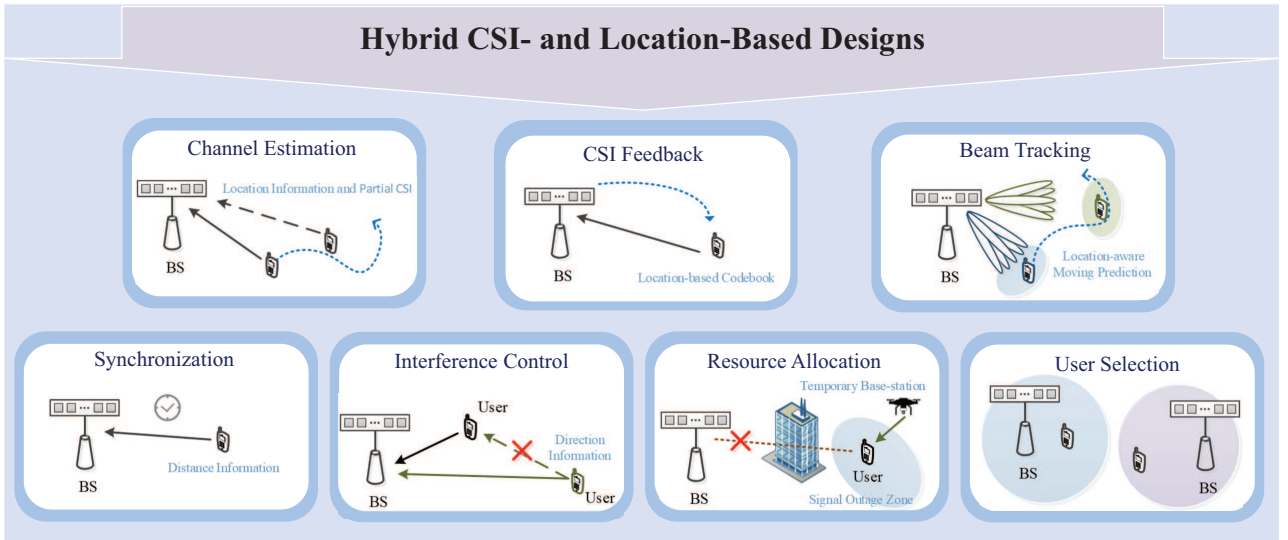 Hybrid CSI- and Location-Based Designs
Channel Estimation
Location Information and Partial CSI
BS
CSI Feedback
BS
Location-based Codebook
Beam Tracking
BS
Location-aware
Moving Prediction
Synchronization
BS
Distance Information
Interference Control
User
Direction
Information
BS
User
Resource Allocation
Temporary Base-station
BS
User
Signal Outage Zone
User Selection
BS
BS